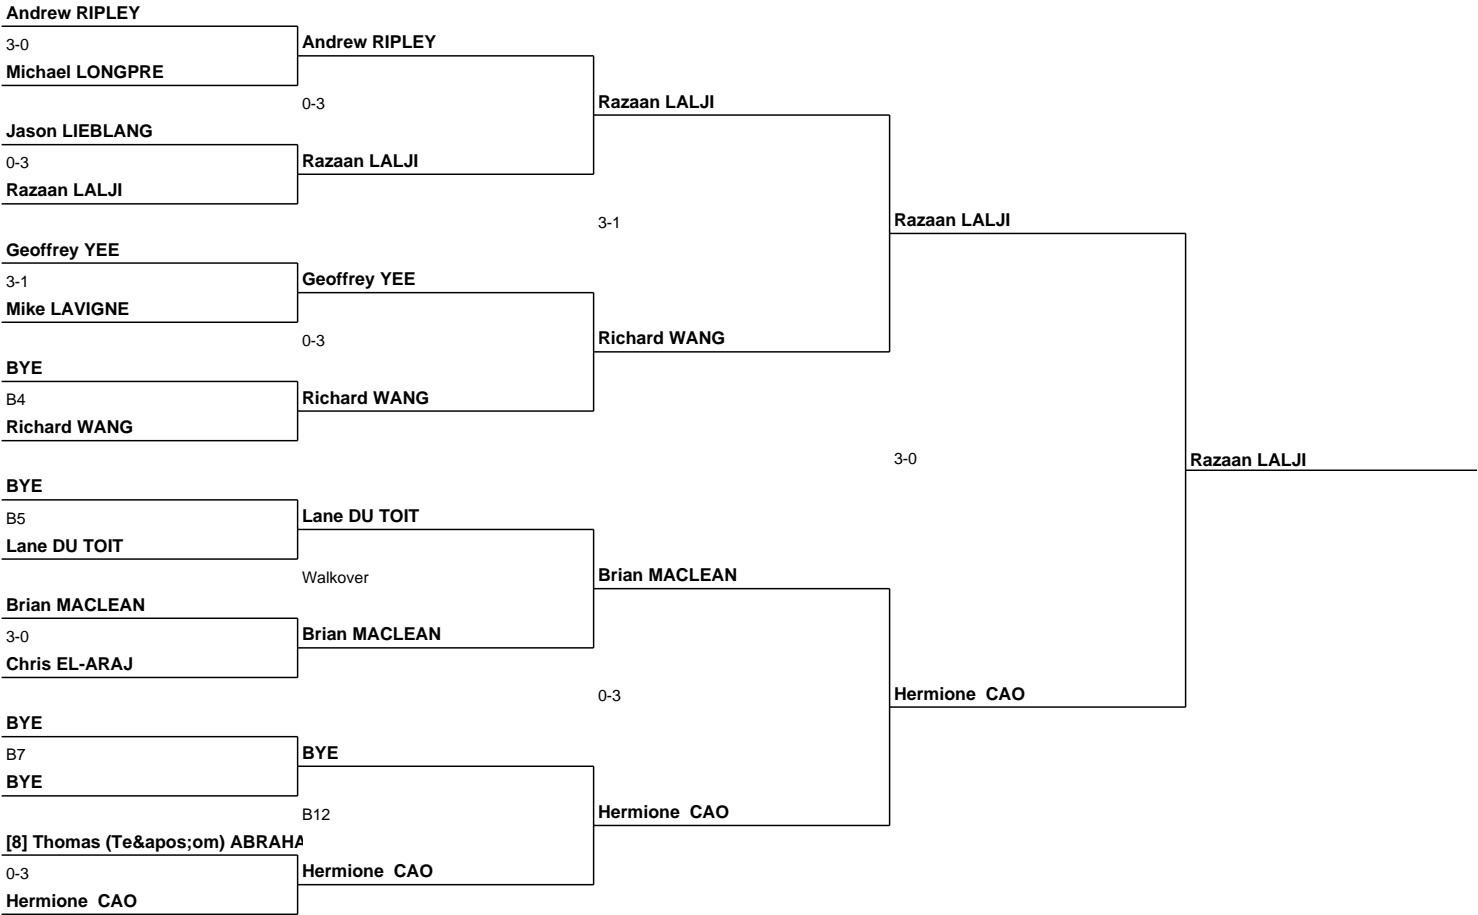 Andrew RIPLEY
3-0
Michael LONGPRE
Jason LIEBLANG
0-3
Razaan LALJI
Geoffrey YEE
3-1
Mike LAVIGNE
BYE
B4
Richard WANG
BYE
B5
Lane DU TOIT
Brian MACLEAN
3-0
Chris EL-ARAJ
BYE
B7
BYE
[8] Thomas (Te&apos;om) ABRAHA
0-3
Hermione  CAO
Andrew RIPLEY
0-3
Razaan LALJI
Geoffrey YEE
0-3
Richard WANG
Lane DU TOIT
Walkover
Brian MACLEAN
BYE
B12
Hermione  CAO
Razaan LALJI
3-1
Richard WANG
Brian MACLEAN
0-3
Hermione  CAO
Razaan LALJI
3-0
Hermione  CAO
Razaan LALJI